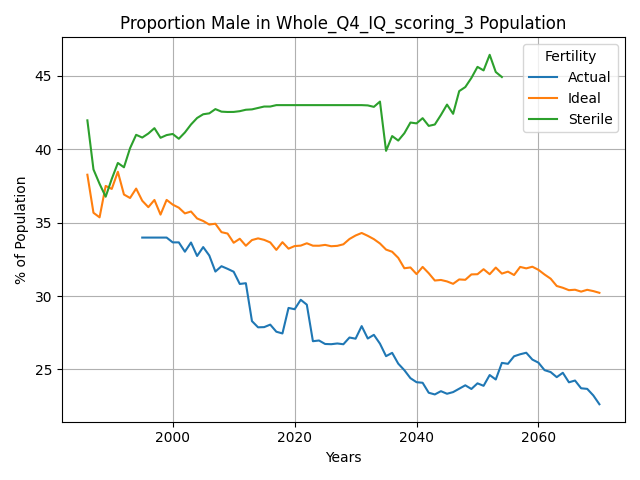 Proportion Male in Whole_Q4_IQ_scoring_3 Population
Fertility
Actual
Ideal
Sterile
% of Population
45
40
35
30
25
2000
2020
2040
2060
Years